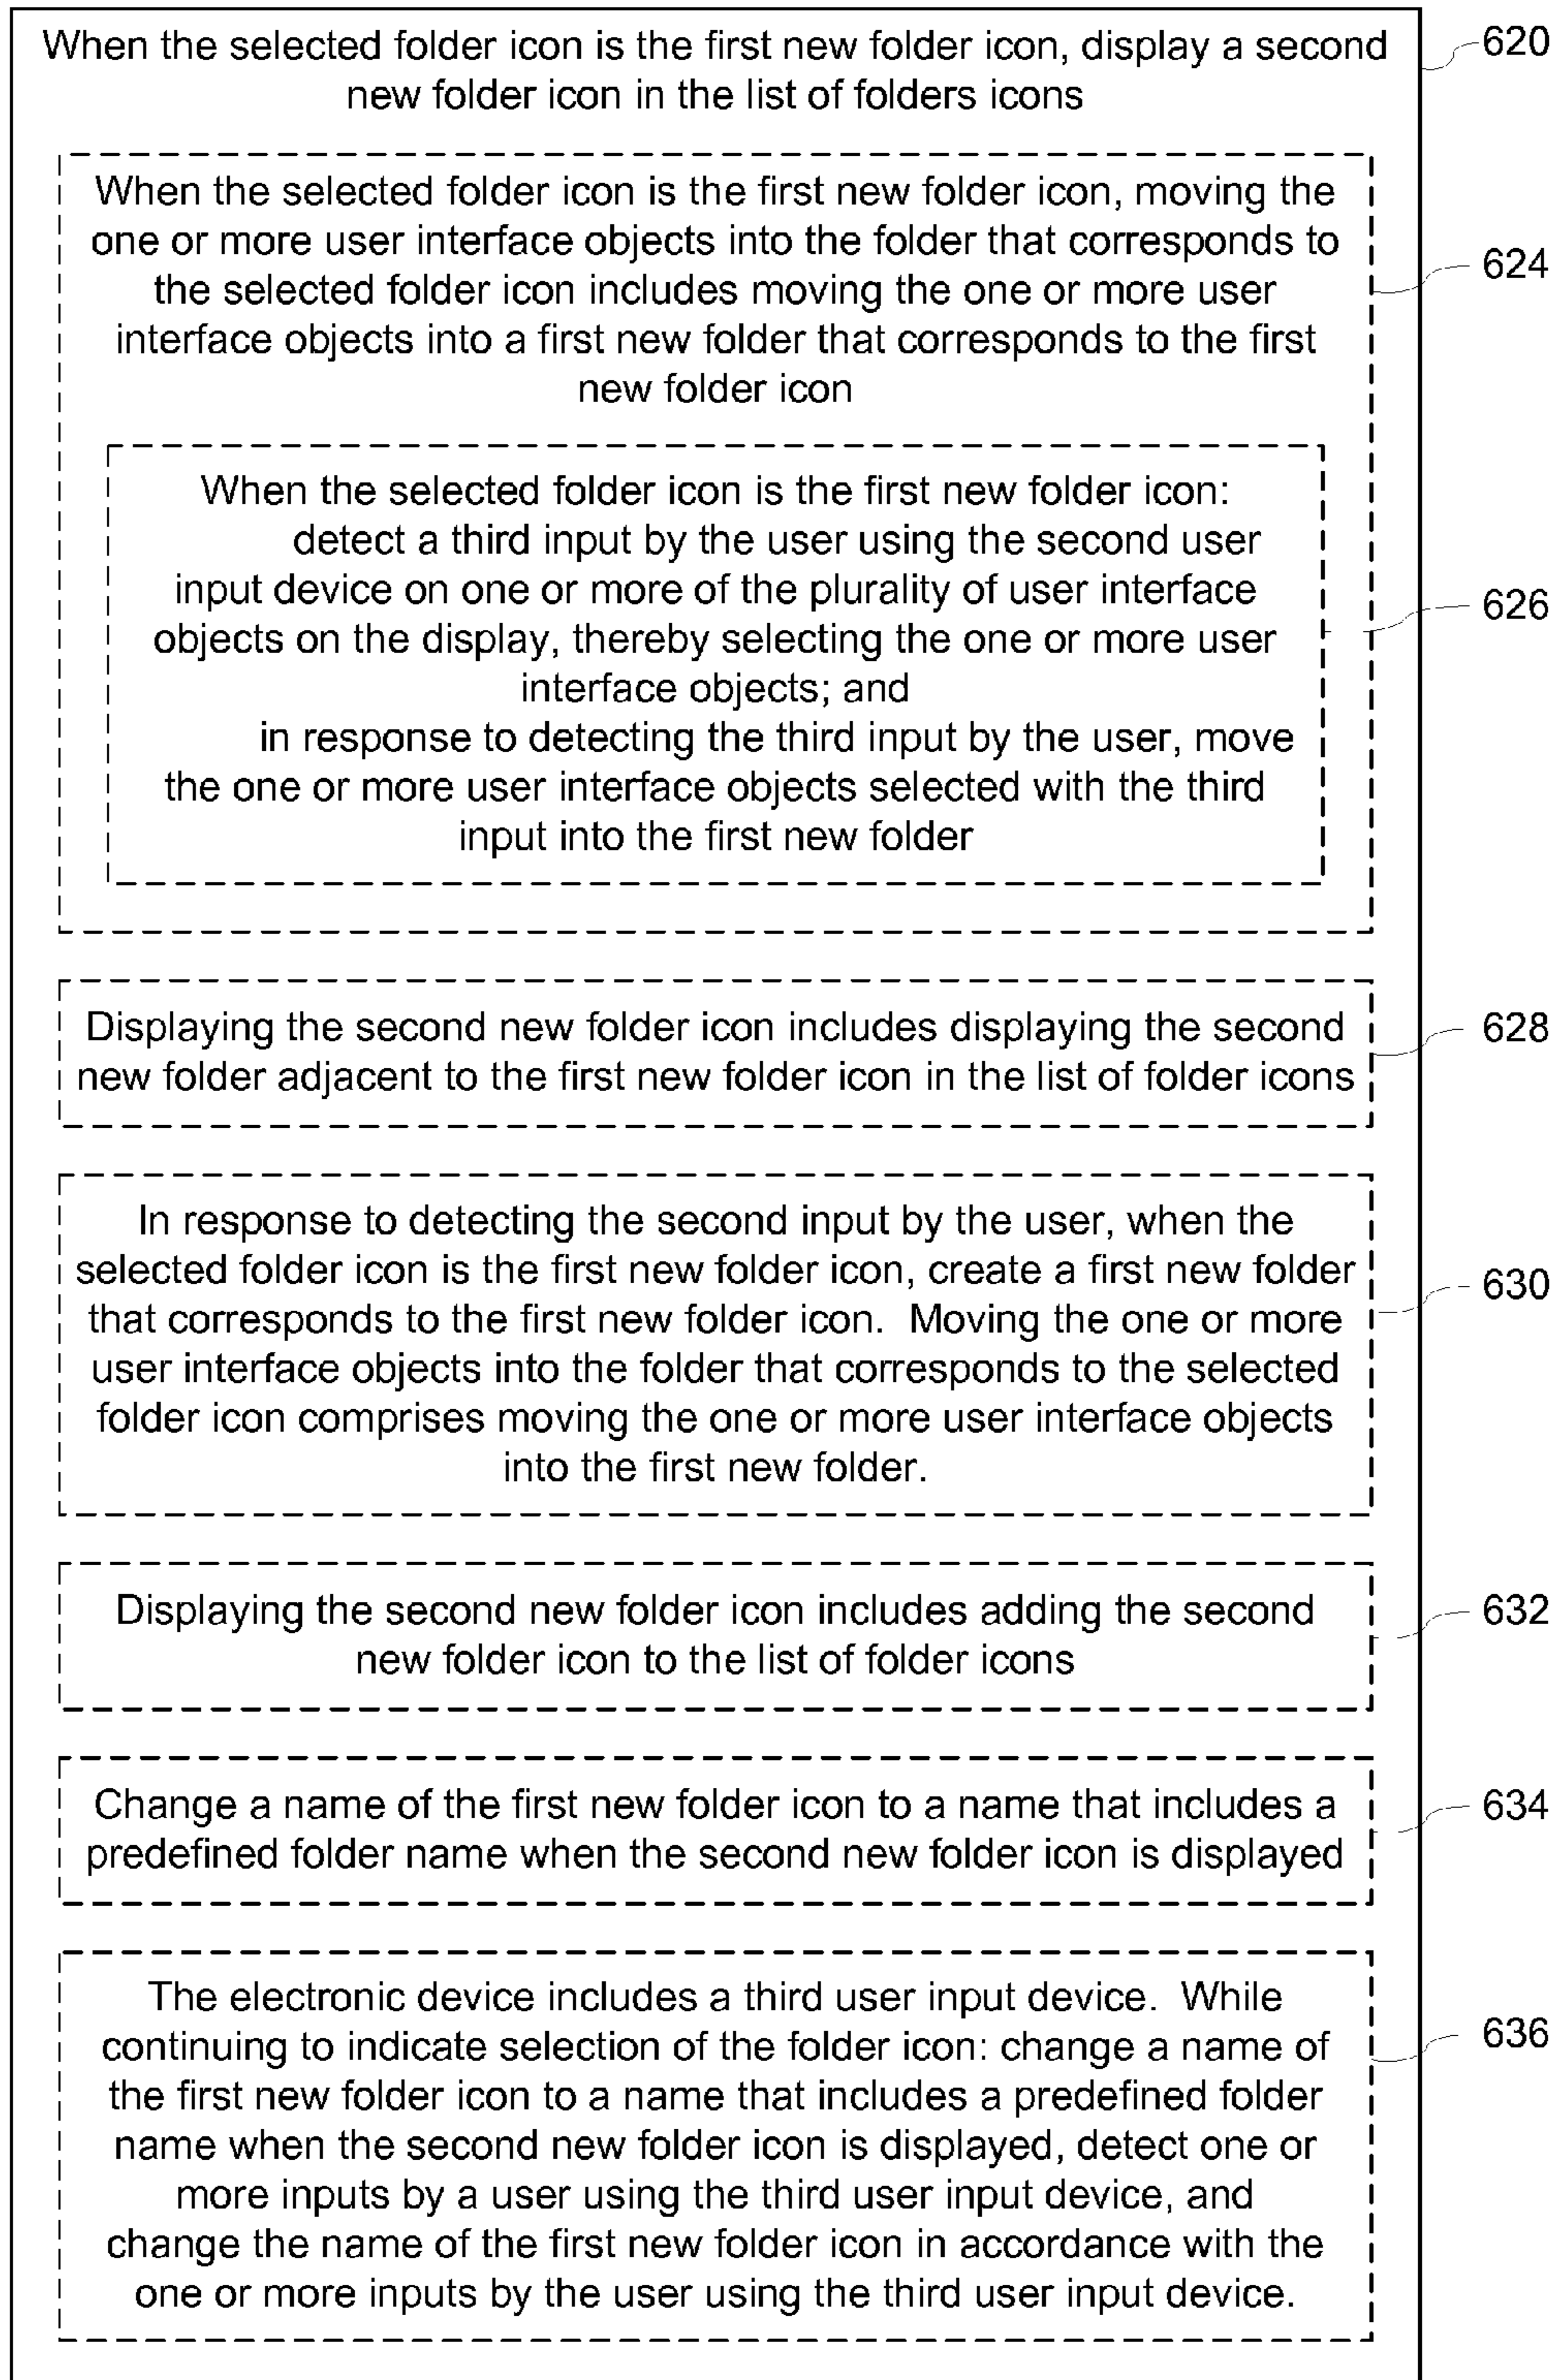 When the selected folder icon is the first new folder icon, display a second
new folder icon in the list of folders icons
620
When the selected folder icon is the first new folder icon, moving the
one or more user interface objects into the folder that corresponds to
the selected folder icon includes moving the one or more user
interface objects into a first new folder that corresponds to the first
new folder icon
624
When the selected folder icon is the first new folder icon:
detect a third input by the user using the second user
input device on one or more of the plurality of user interface
objects on the display, thereby selecting the one or more user
interface objects; and
in response to detecting the third input by the user, move
the one or more user interface objects selected with the third
input into the first new folder
626
Displaying the second new folder icon includes displaying the second
new folder adjacent to the first new folder icon in the list of folder icons
628
In response to detecting the second input by the user, when the
selected folder icon is the first new folder icon, create a first new folder
that corresponds to the first new folder icon.  Moving the one or more
user interface objects into the folder that corresponds to the selected
folder icon comprises moving the one or more user interface objects
into the first new folder.
630
Displaying the second new folder icon includes adding the second
new folder icon to the list of folder icons
632
Change a name of the first new folder icon to a name that includes a
predefined folder name when the second new folder icon is displayed
634
The electronic device includes a third user input device.  While
continuing to indicate selection of the folder icon: change a name of
the first new folder icon to a name that includes a predefined folder
name when the second new folder icon is displayed, detect one or
more inputs by a user using the third user input device, and
change the name of the first new folder icon in accordance with the
one or more inputs by the user using the third user input device.
636